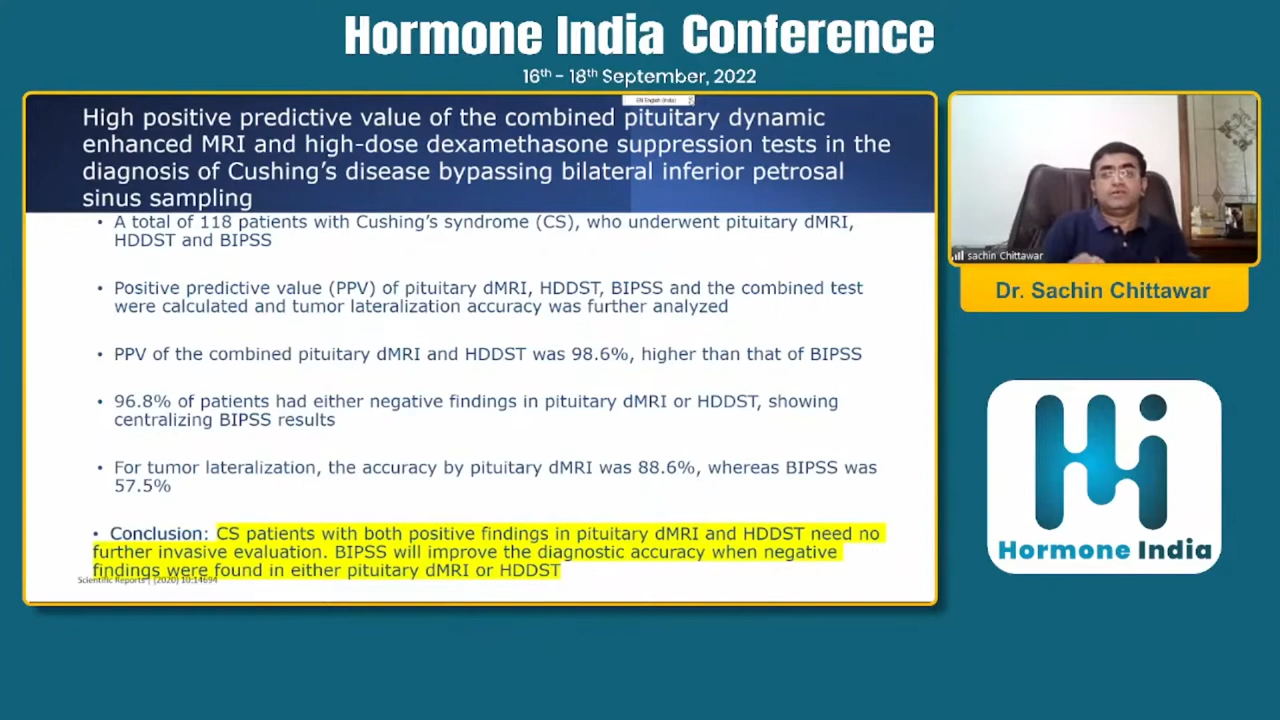 Hormone India Conference
16th - 18th September, 2022
EN English (India)
High positive predictive value of the combined pituitary dynamic
enhanced MRI and high-dose dexamethasone suppression tests in the
diagnosis of Cushing's disease bypassing bilateral inferior petrosal
sinus sampling
• A total of 118 patients with Cushing's syndrome (CS), who underwent pituitary dMRI,
HDDST and BIPSS
• Positive predictive value (PPV) of pituitary dMRI, HDDST, BIPSS and the combined test
were calculated and tumor lateralization accuracy was further analyzed
• PPV of the combined pituitary dMRI and HDDST was 98.6%, higher than that of BIPSS
• 96.8% of patients had either negative findings in pituitary dMRI or HDDST, showing
centralizing BIPSS results
• For tumor lateralization, the accuracy by pituitary dMRI was 88.6%, whereas BIPSS was
57.5%
• Conclusion: CS patients with both positive findings in pituitary dMRI and HDDST need no
further invasive evaluation. BIPSS will improve the diagnostic accuracy when negative
findings were found in either pituitary dMRI or HDDST
Scientific Reports | (2020) 10:14694
sachin Chittawar
Dr. Sachin Chittawar
Hi
Hormone India